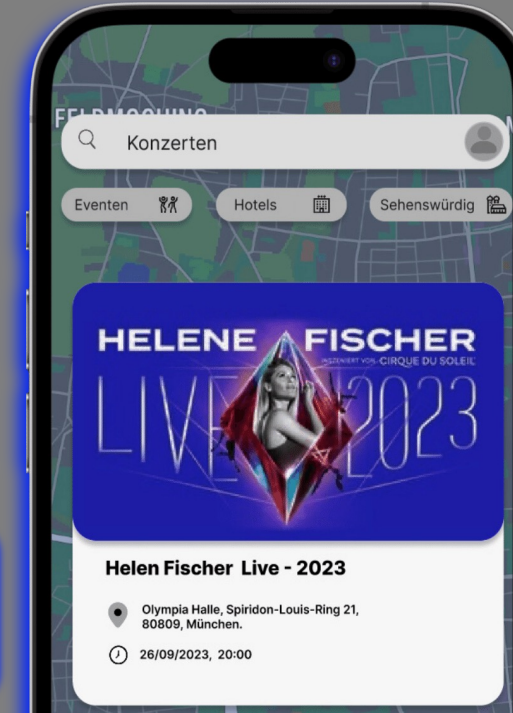 FELDMOCHING
Konzerten
Eventen
Hotels
Sehenswürdig
HELENE FISCHER
INSZENIERT VON CIRQUE DU SOLEIL
LIVE 2023
Helen Fischer Live - 2023
Olympia Halle, Spiridon-Louis-Ring 21,
80809, München.
26/09/2023, 20:00